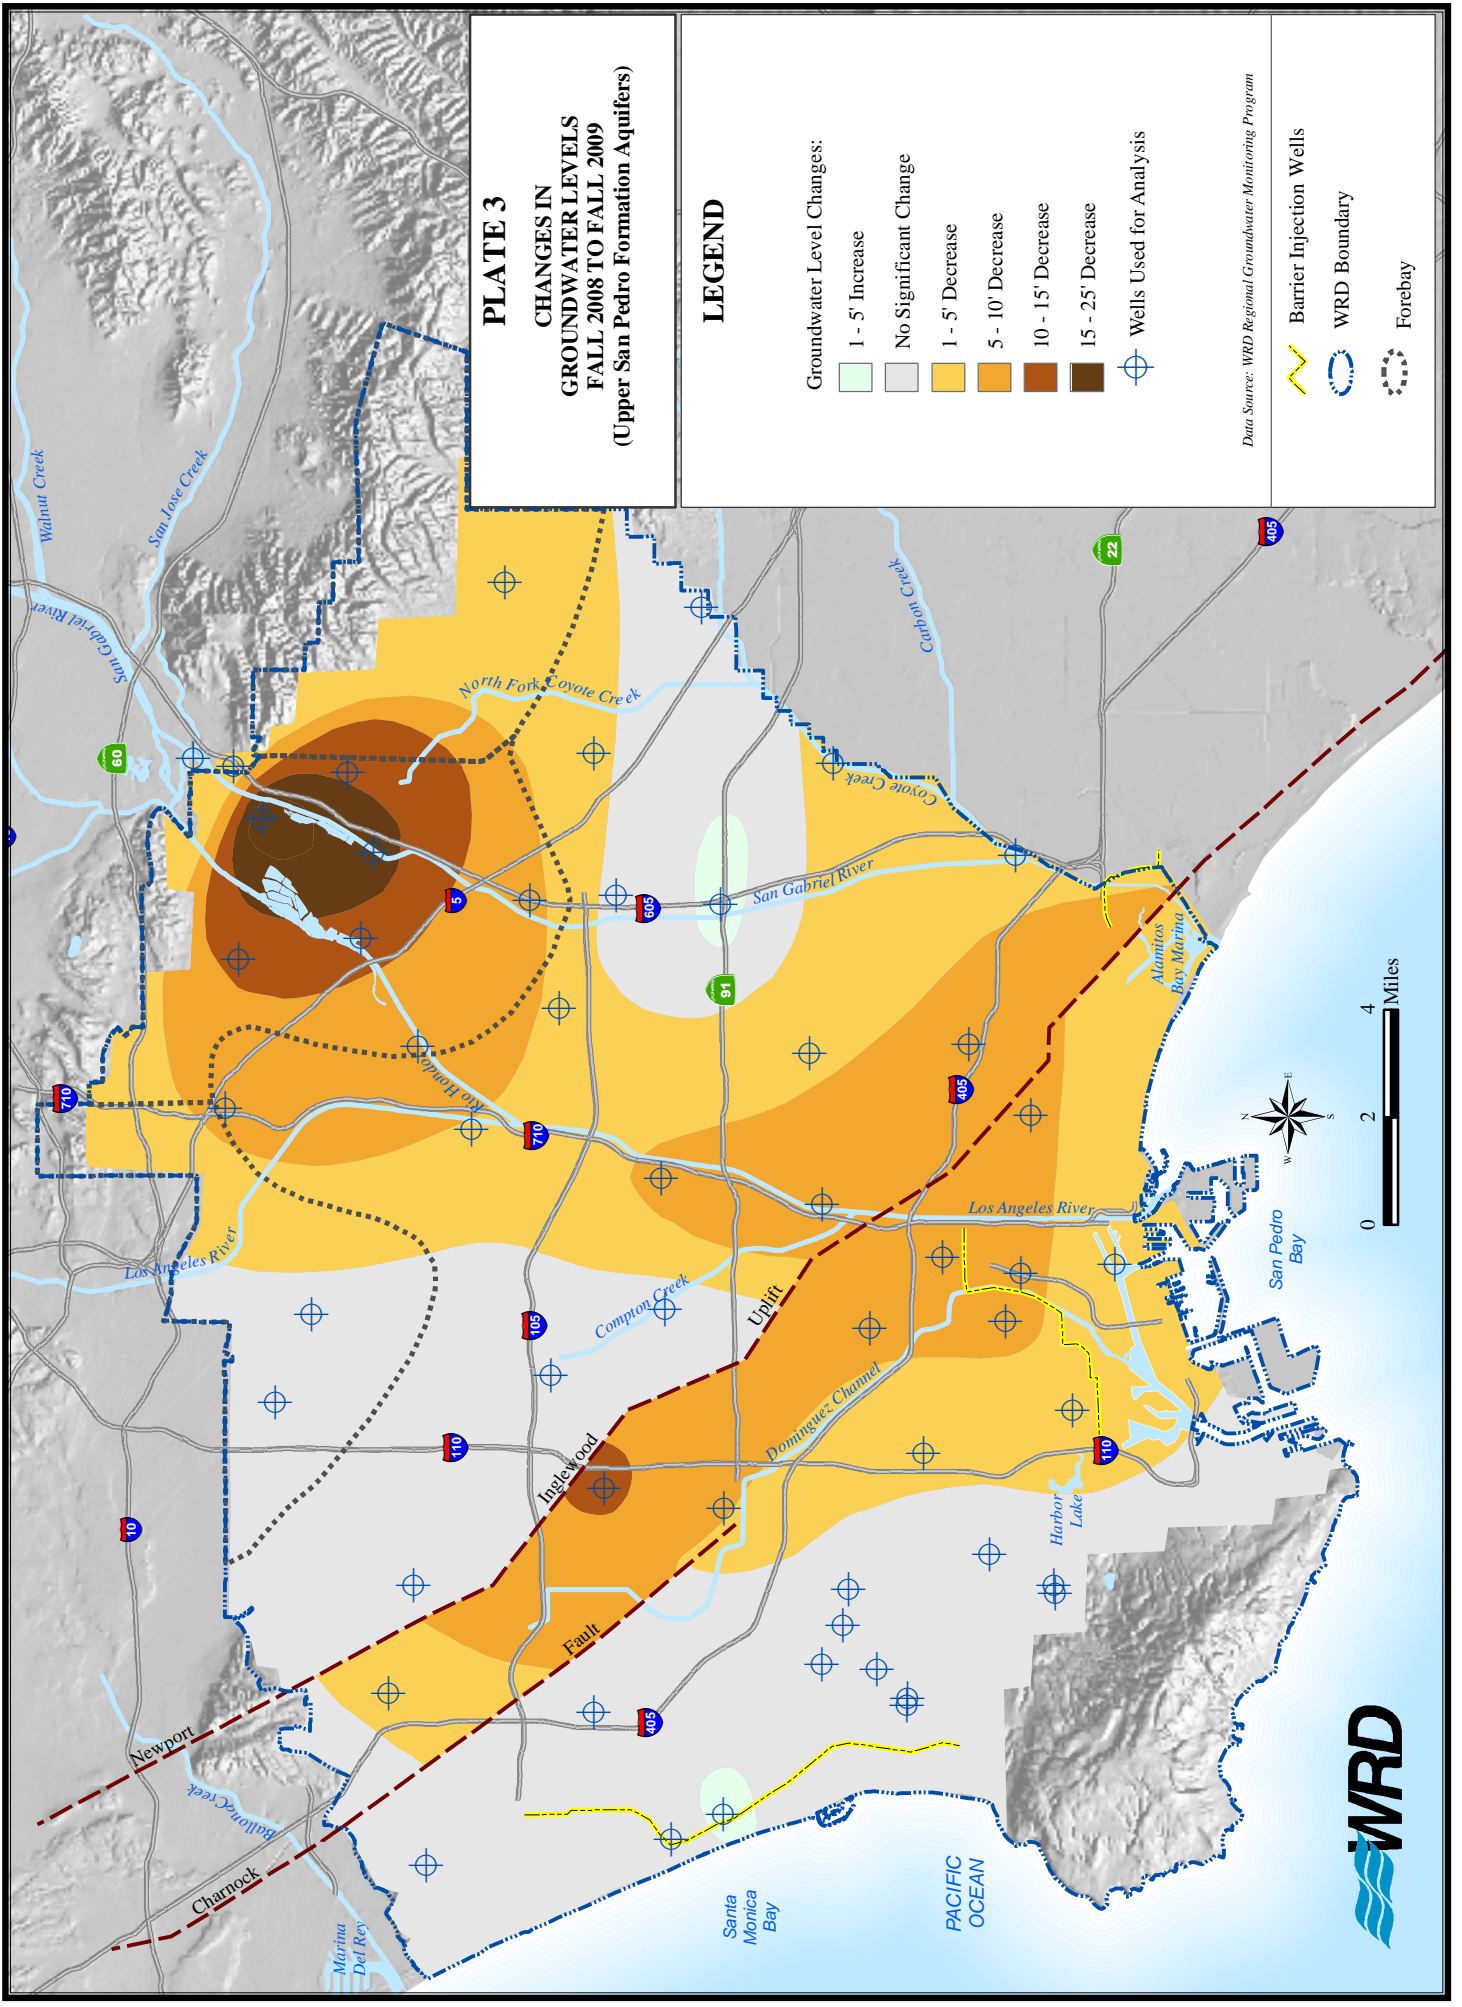 PLATE 3
CHANGES IN
GROUNDWATER LEVELS
FALL 2008 TO FALL 2009
(Upper San Pedro Formation Aquifers)
LEGEND
Groundwater Level Changes:
1 - 5' Increase
No Significant Change
1 - 5' Decrease
5 - 10' Decrease
10 - 15' Decrease
15 - 25' Decrease
Wells Used for Analysis
Data Source: WRD Regional Groundwater Monitoring Program
Barrier Injection Wells
WRD Boundary
Forebay
Walnut Creek
San Jose Creek
San Gabriel River
60
710
10
Los Angeles River
Rio Hondo
5
North Fork Coyote Creek
605
710
105
110
Compton Creek
91
San Gabriel River
Coyote Creek
Carbon Creek
22
405
405
Newport
Inglewood
Uplift
Charnock
Fault
Ballona Creek
Marina
Del Rey
405
Dominguez Channel
Los Angeles River
110
Harbor
Lake
Alamitos
Bay Marina
San Pedro
Bay
Santa
Monica
Bay
PACIFIC
OCEAN
N
E
S
W
0
2
4
Miles
WRD